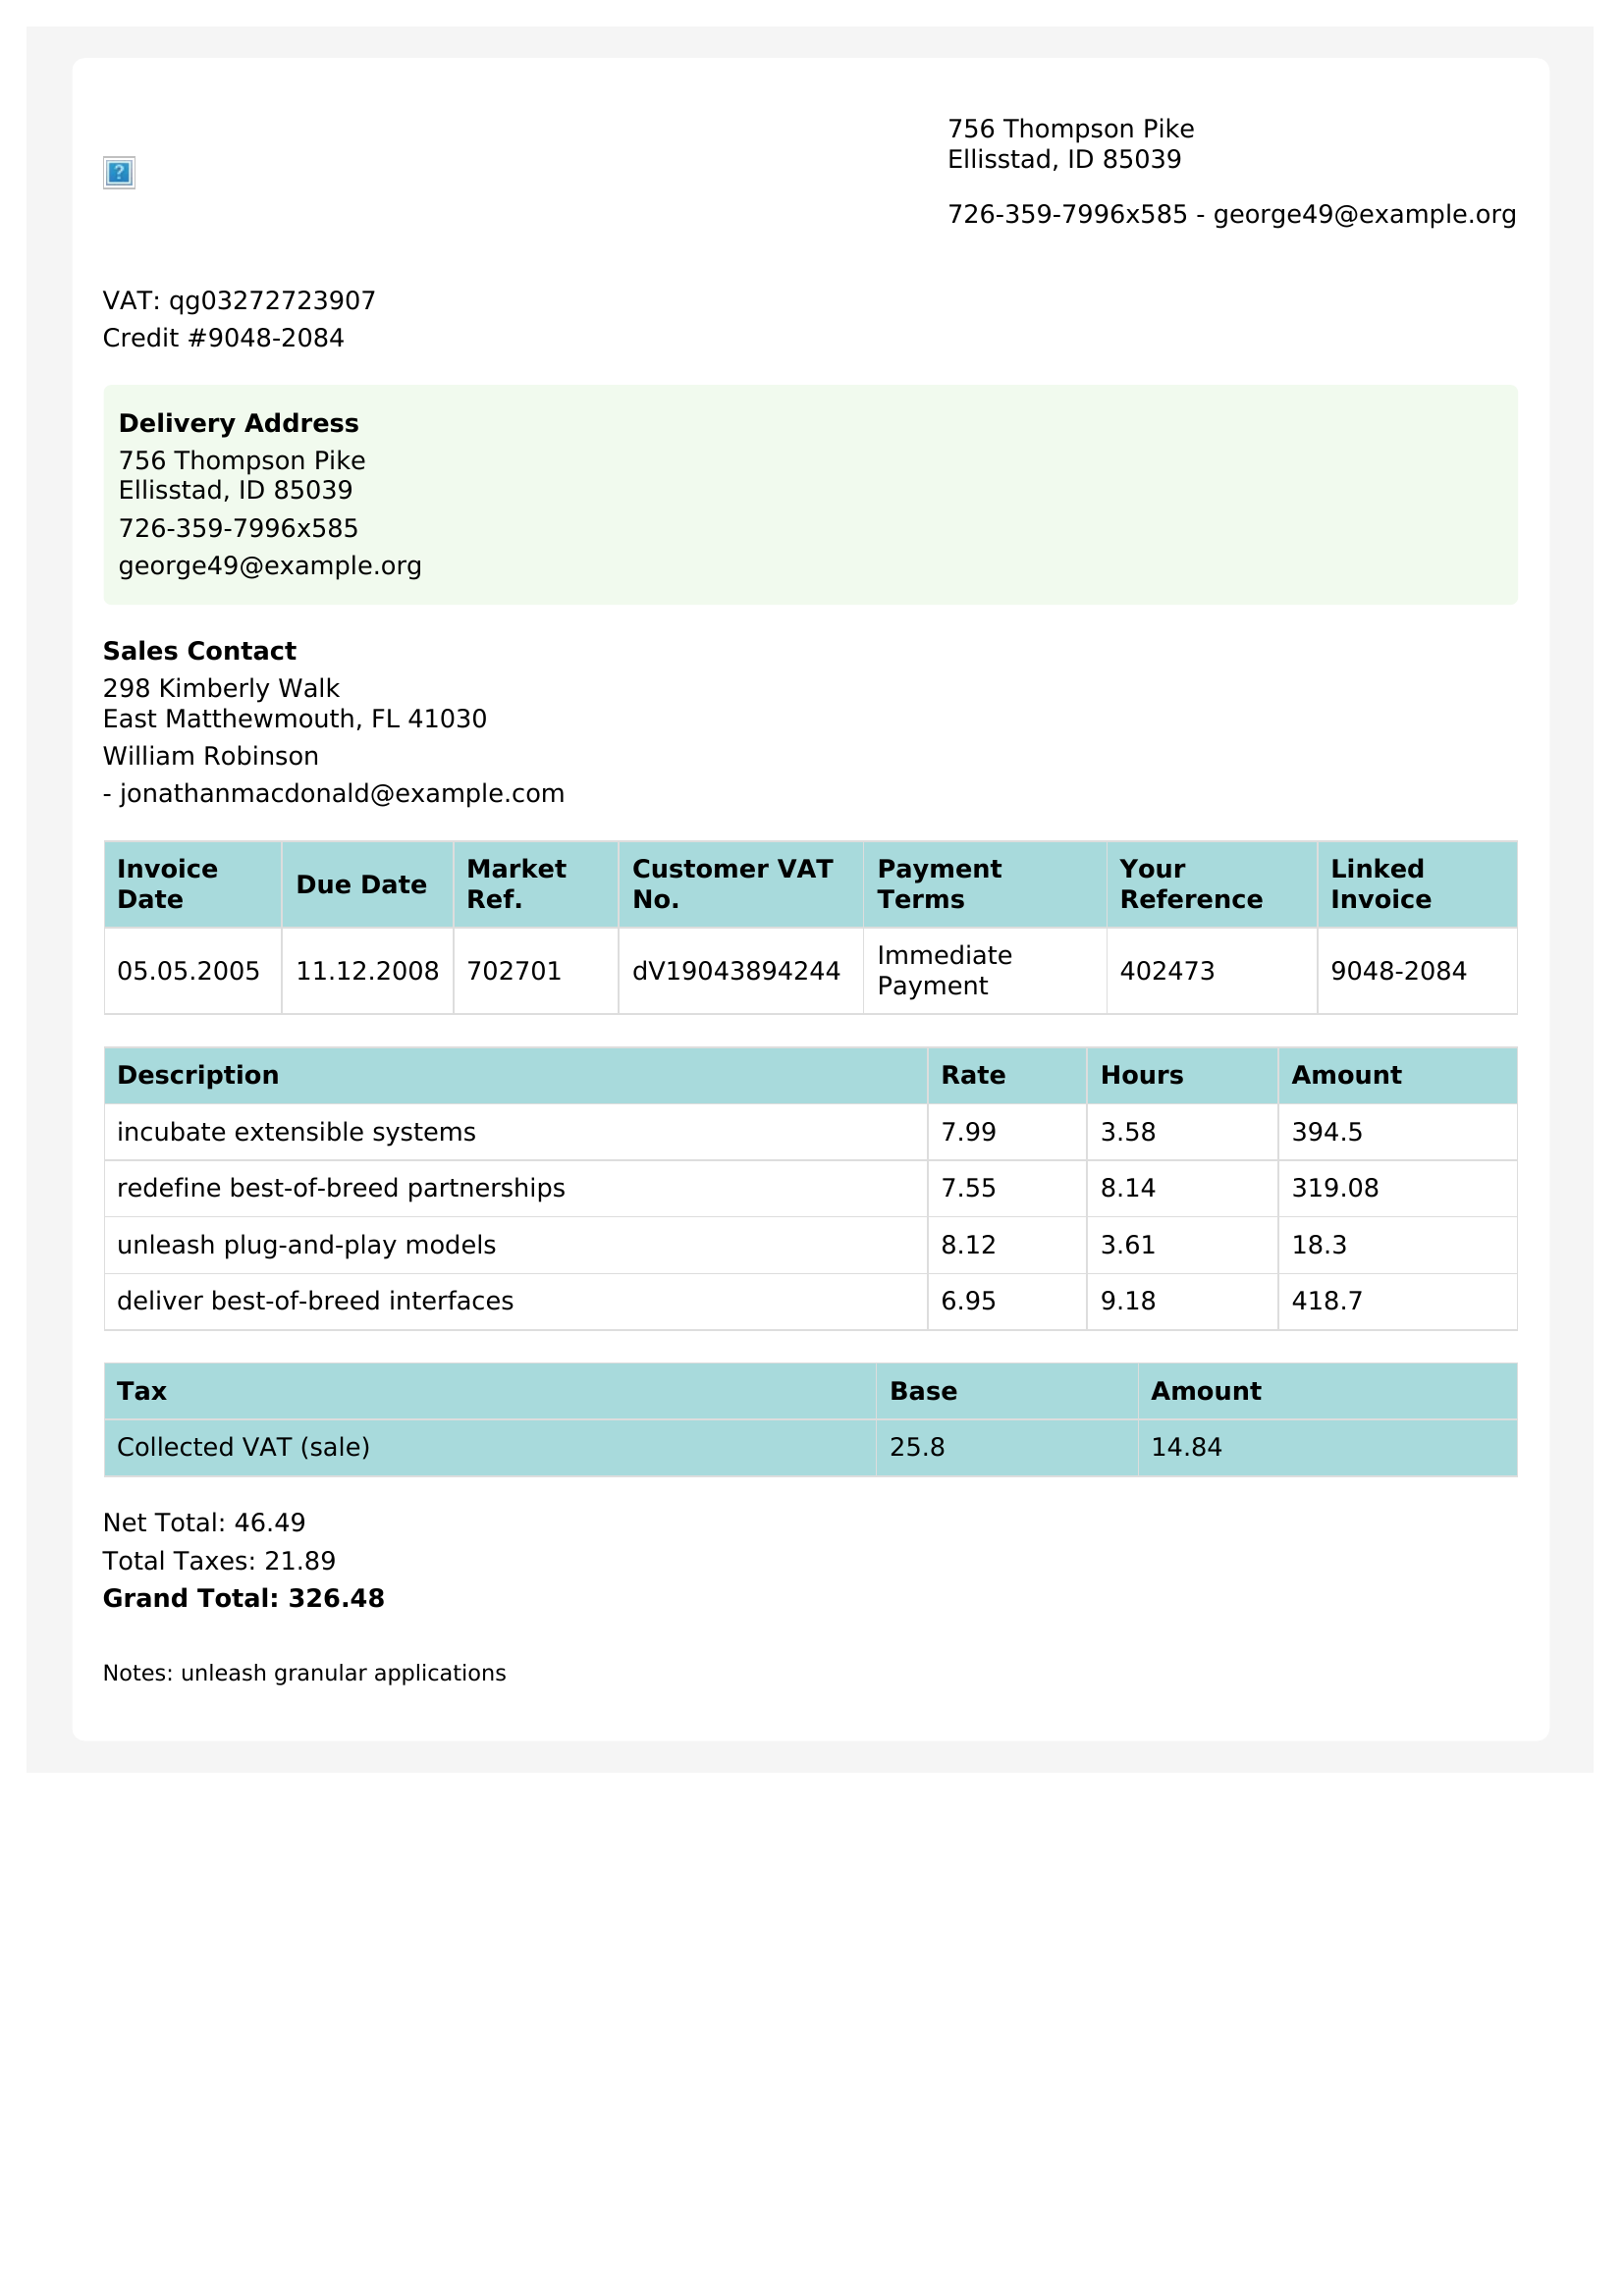 756 Thompson Pike
Ellisstad, ID 85039
726-359-7996x585 - george49@example.org
VAT: qg03272723907
Credit #9048-2084
Delivery Address
756 Thompson Pike
Ellisstad, ID 85039
726-359-7996x585
george49@example.org
Sales Contact
298 Kimberly Walk
East Matthewmouth, FL 41030
William Robinson
- jonathanmacdonald@example.com
Invoice Date Due Date Market Ref. Customer VAT No. Payment Terms Your Reference Linked Invoice
05.05.2005 11.12.2008 702701 dV19043894244 Immediate Payment 402473 9048-2084
Description Rate Hours Amount
incubate extensible systems 7.99 3.58 394.5
redefine best-of-breed partnerships 7.55 8.14 319.08
unleash plug-and-play models 8.12 3.61 18.3
deliver best-of-breed interfaces 6.95 9.18 418.7
Tax Base Amount
Collected VAT (sale) 25.8 14.84
Net Total: 46.49
Total Taxes: 21.89
Grand Total: 326.48
Notes: unleash granular applications